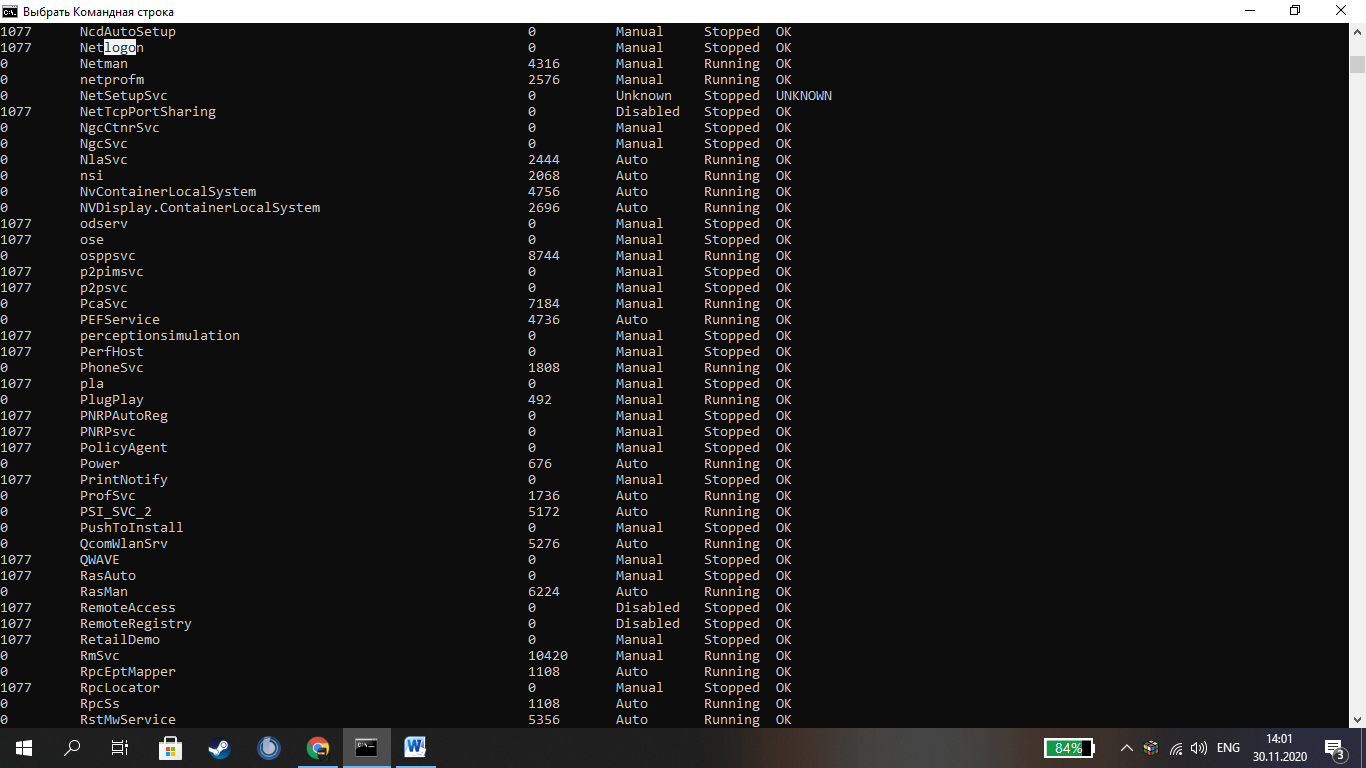 Выбрать Командная строка
1077 NcdAutoSetup 0 Manual Stopped OK
1077 Netlogon 0 Manual Stopped OK
0 Netman 4316 Manual Running OK
0 netprofm 2576 Manual Running OK
0 NetSetupSvc 0 Unknown Stopped UNKNOWN
1077 NetTcpPortSharing 0 Disabled Stopped OK
0 NgcCtnrSvc 0 Manual Stopped OK
0 NgcSvc 0 Manual Stopped OK
0 NlaSvc 2444 Auto Running OK
0 nsi 2068 Auto Running OK
0 NvContainerLocalSystem 4756 Auto Running OK
0 NVDisplay.ContainerLocalSystem 2696 Auto Running OK
1077 odserv 0 Manual Stopped OK
1077 ose 0 Manual Stopped OK
0 osppsvc 8744 Manual Running OK
1077 p2pimsvc 0 Manual Stopped OK
1077 p2psvc 0 Manual Stopped OK
0 PcaSvc 7184 Manual Running OK
0 PEFService 4736 Auto Running OK
1077 perceptionsimulation 0 Manual Stopped OK
1077 PerfHost 0 Manual Stopped OK
0 PhoneSvc 1808 Manual Running OK
1077 pla 0 Manual Stopped OK
0 PlugPlay 492 Manual Running OK
1077 PNRPAutoReg 0 Manual Stopped OK
1077 PNRPsvc 0 Manual Stopped OK
1077 PolicyAgent 0 Manual Stopped OK
0 Power 676 Auto Running OK
1077 PrintNotify 0 Manual Stopped OK
0 ProfSvc 1736 Auto Running OK
0 PSI_SVC_2 5172 Auto Running OK
0 PushToInstall 0 Manual Stopped OK
0 QcomWlanSrv 5276 Auto Running OK
1077 QWAVE 0 Manual Stopped OK
1077 RasAuto 0 Manual Stopped OK
0 RasMan 6224 Auto Running OK
1077 RemoteAccess 0 Disabled Stopped OK
1077 RemoteRegistry 0 Disabled Stopped OK
1077 RetailDemo 0 Manual Stopped OK
0 RmSvc 10420 Manual Running OK
0 RpcEptMapper 1108 Auto Running OK
1077 RpcLocator 0 Manual Stopped OK
0 RpcSs 1108 Auto Running OK
0 RstMwService 5356 Auto Running OK
84% ENG 14:01
30.11.2020 3